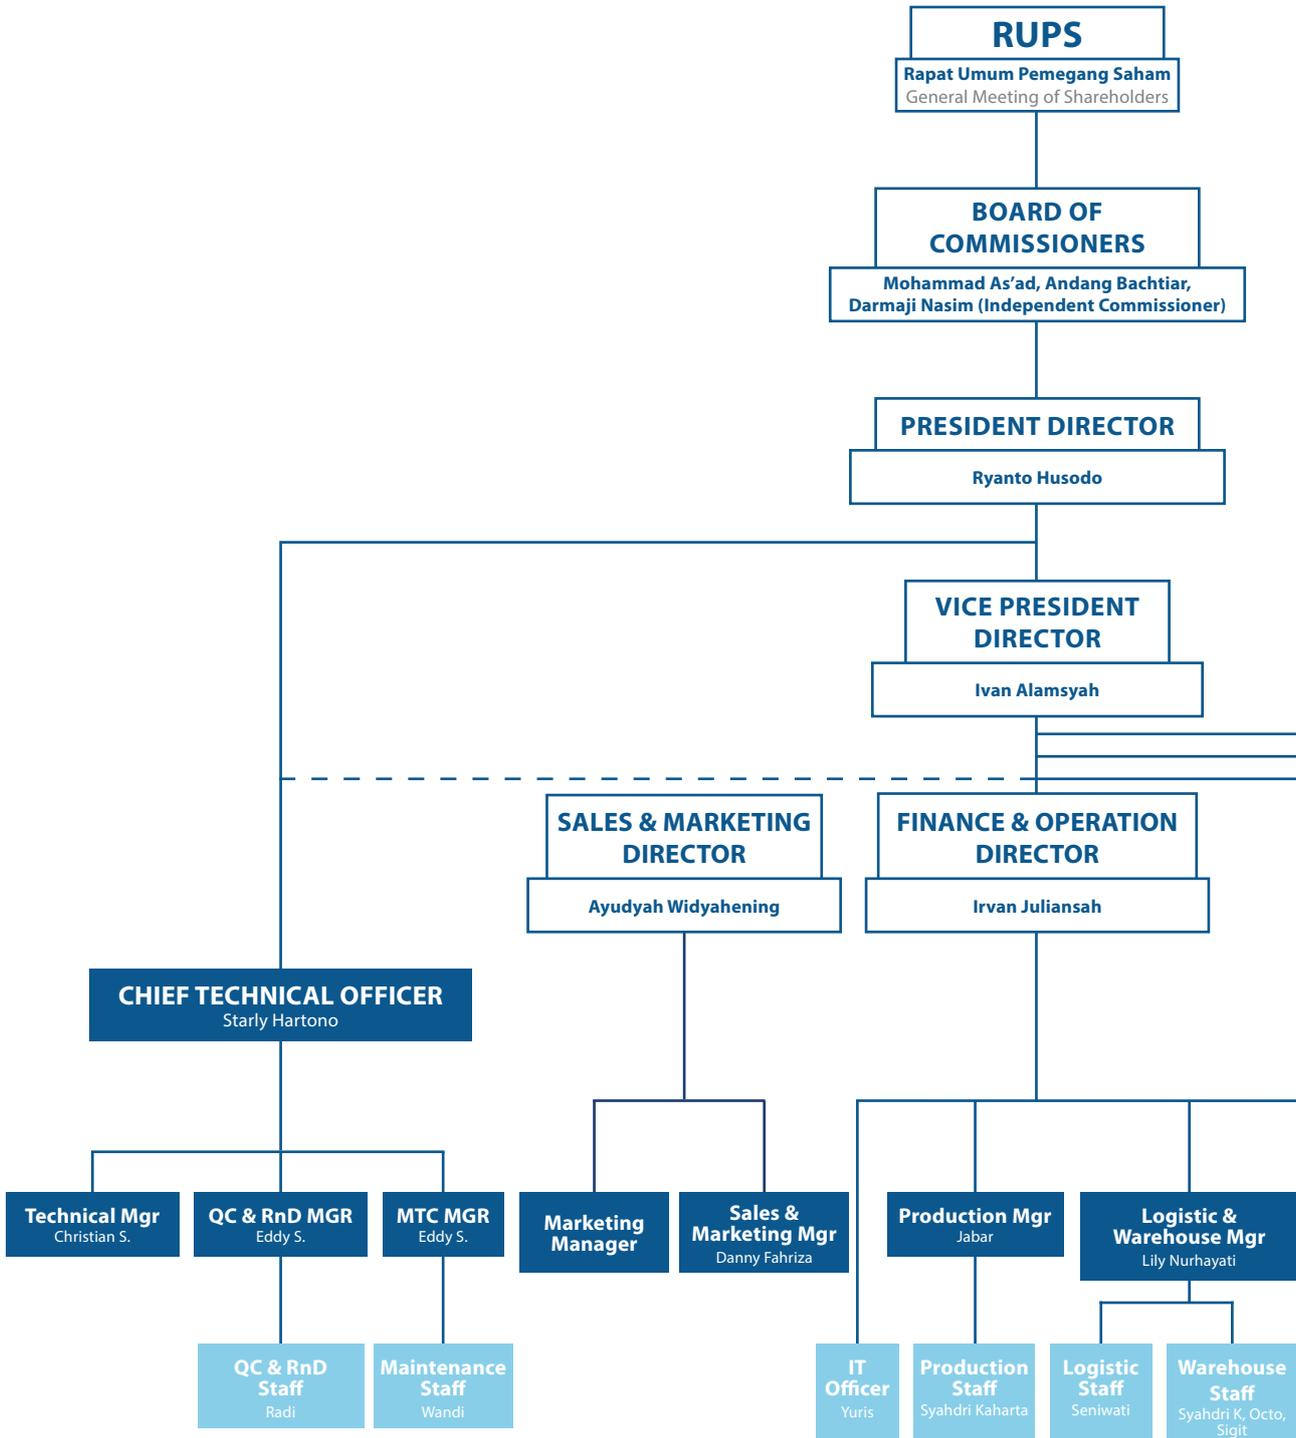 RUPS
Rapat Umum Pemegang Saham
General Meeting of Shareholders
BOARD OF
COMMISSIONERS
Mohammad As’ad, Andang Bachtiar,
Darmaji Nasim (Independent Commissioner)
PRESIDENT DIRECTOR
Ryanto Husodo
VICE PRESIDENT
DIRECTOR
Ivan Alamsyah
SALES & MARKETING
DIRECTOR
Ayudyah Widyahening
FINANCE & OPERATION
DIRECTOR
Irvan Juliansah
CHIEF TECHNICAL OFFICER
Starly Hartono
Technical Mgr
Christian S.
QC & RnD MGR
Eddy S.
MTC MGR
Eddy S.
Marketing
Manager
Sales &
Marketing Mgr
Danny Fahriza
Production Mgr
Jabar
Logistic &
Warehouse Mgr
Lily Nurhayati
QC & RnD
Staff
Radi
Maintenance
Staff
Wandi
IT
Officer
Yuris
Production
Staff
Syahdri Kaharta
Logistic
Staff
Seniwati
Warehouse
Staff
Syahdri K, Octo,
Sigit